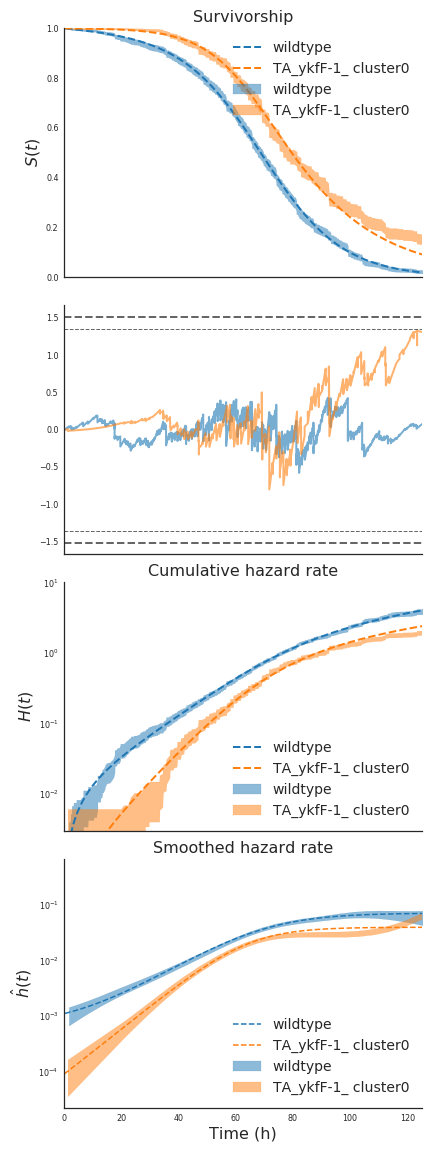 Survivorship
1.0
0.8
0.6
0.4
0.2
0.0
S(t)
wildtype
TA_ykfF-1_ cluster0
wildtype
TA_ykfF-1_ cluster0
1.5
1.0
0.5
0.0
−0.5
−1.0
−1.5
Cumulative hazard rate
10¹
10⁰
10⁻¹
10⁻²
H(t)
wildtype
TA_ykfF-1_ cluster0
wildtype
TA_ykfF-1_ cluster0
Smoothed hazard rate
10⁻¹
10⁻²
10⁻³
10⁻⁴
ĥ(t)
wildtype
TA_ykfF-1_ cluster0
wildtype
TA_ykfF-1_ cluster0
0 20 40 60 80 100 120
Time (h)